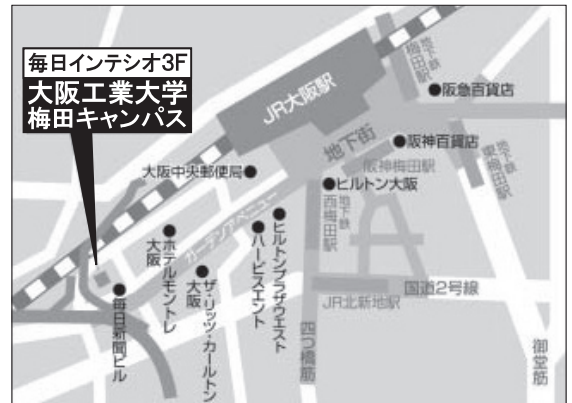 毎日インテシオ3F
大阪工業大学
梅田キャンパス
JR大阪駅
地下鉄
梅田駅
阪急百貨店
地下街
阪神百貨店
阪神梅田駅
地下鉄
東梅田駅
大阪中央郵便局
ヒルトン大阪
地下鉄
西梅田駅
ガーデンアベニュー
ホテルモントレ
大阪
ザ・リッツ・カールトン
大阪
ハービスエント
ヒルトンプラザウエスト
毎日新聞ビル
国道2号線
JR北新地駅
四つ橋筋
御堂筋